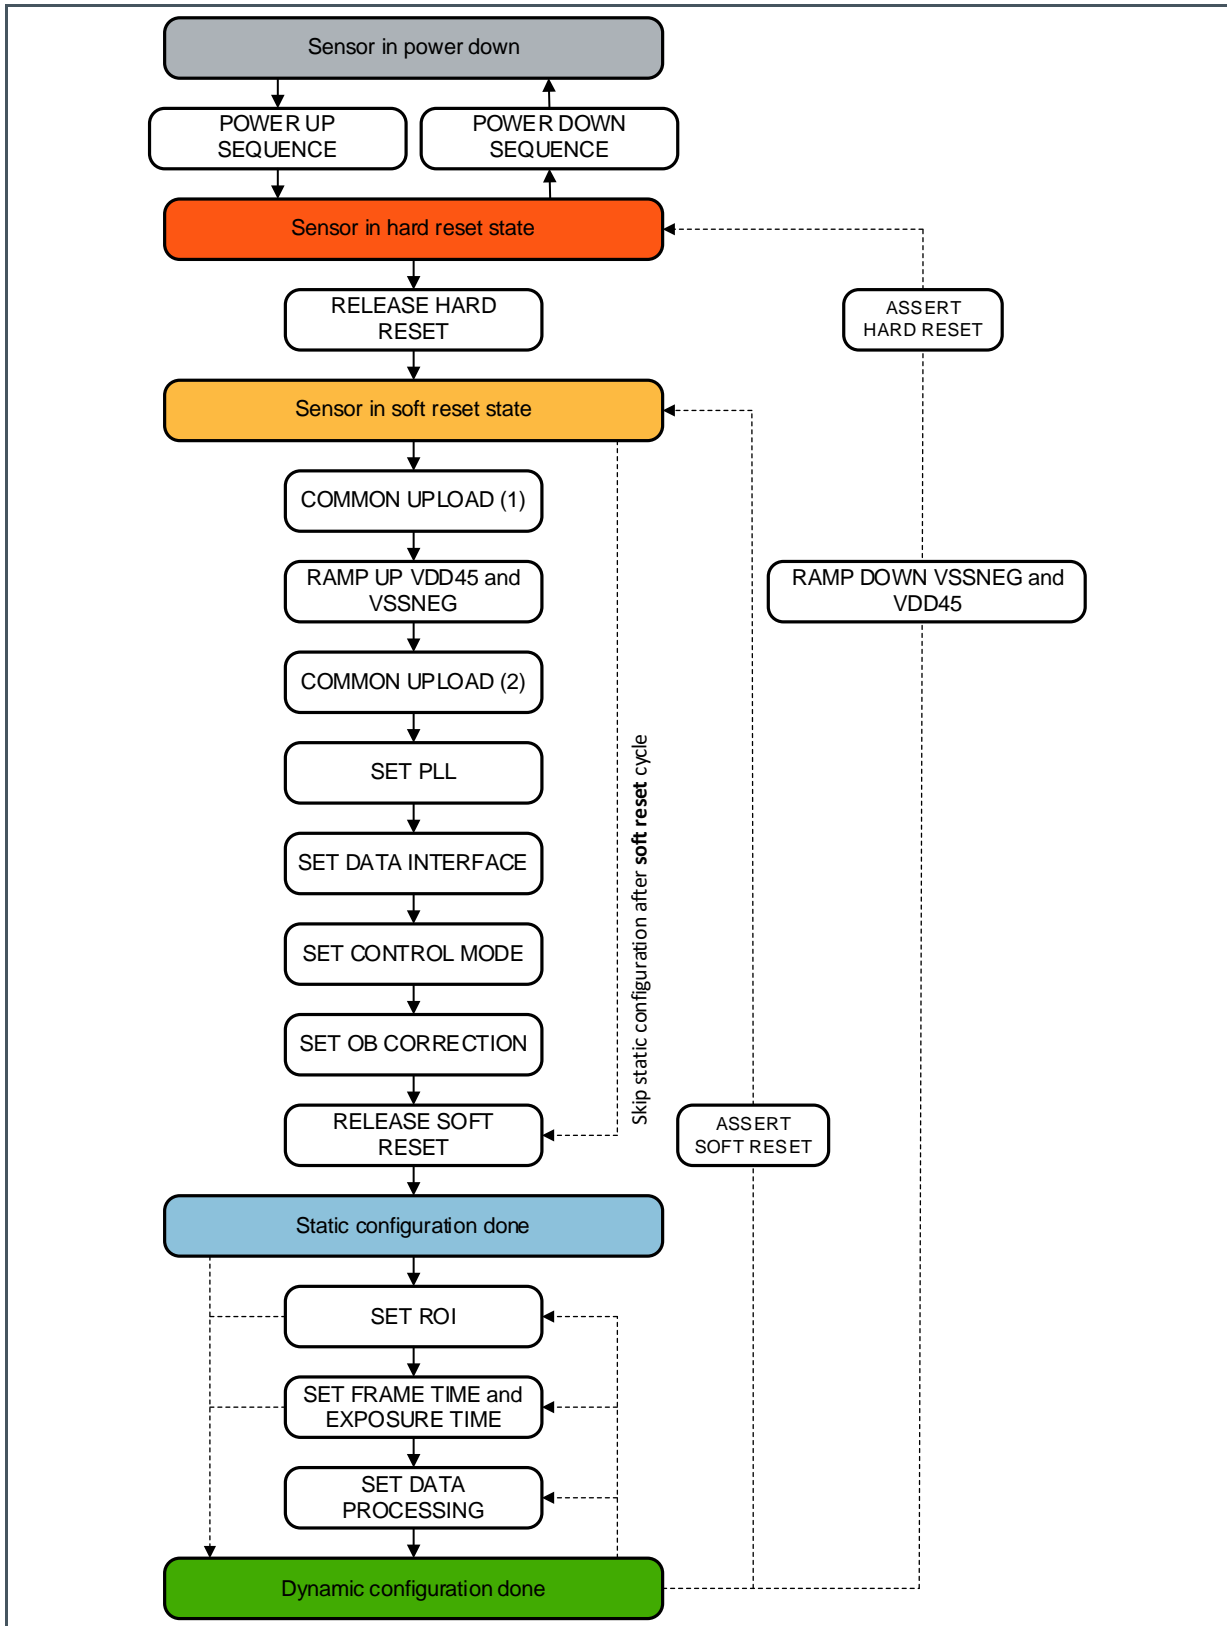 Sensor in power down
POWER UP
SEQUENCE
POWER DOWN
SEQUENCE
Sensor in hard reset state
RELEASE HARD
RESET
ASSERT
HARD RESET
Sensor in soft reset state
COMMON UPLOAD (1)
RAMP UP VDD45 and
VSSNEG
RAMP DOWN VSSNEG and
VDD45
COMMON UPLOAD (2)
SET PLL
SET DATA INTERFACE
SET CONTROL MODE
SET OB CORRECTION
Skip static configuration after soft reset cycle
RELEASE SOFT
RESET
ASSERT
SOFT RESET
Static configuration done
SET ROI
SET FRAME TIME and
EXPOSURE TIME
SET DATA
PROCESSING
Dynamic configuration done